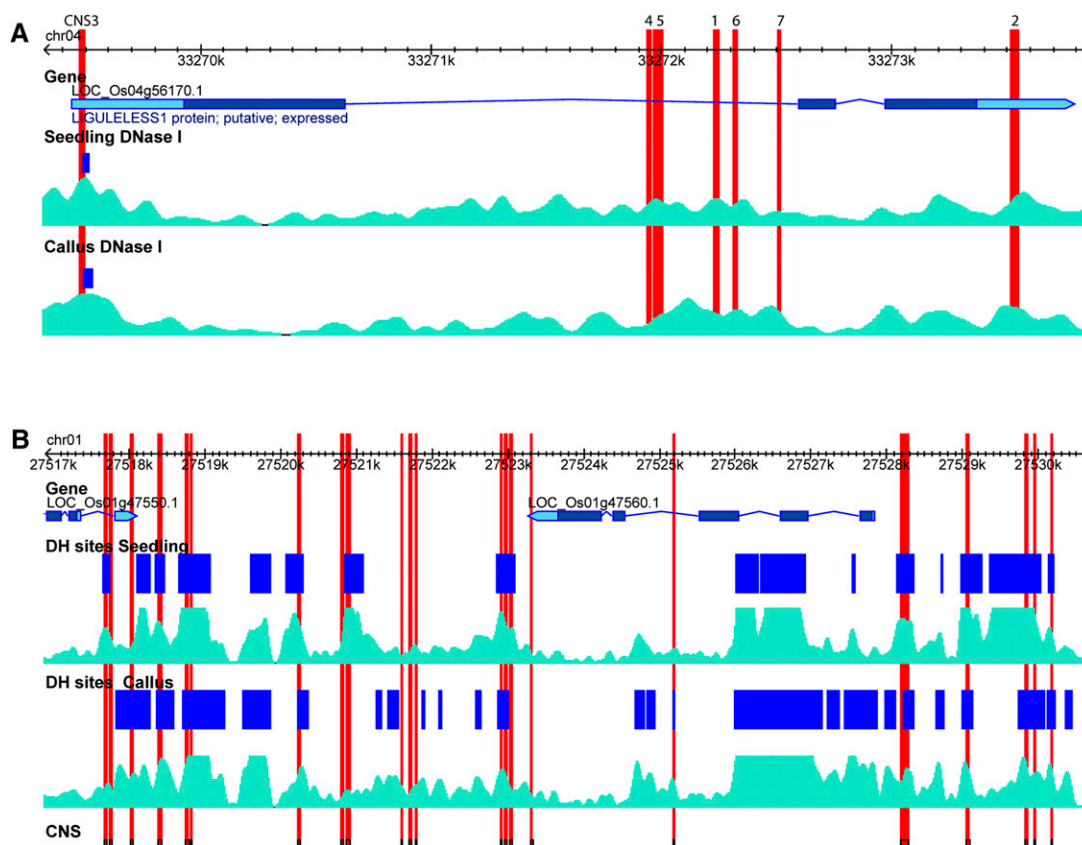 A
CNS3 4 5 1 6 7 2
chr04
33270k 33271k 33272k 33273k
Gene
LOC_Os04g56170.1
LIGULELESS1 protein; putative; expressed
Seedling DNase I
Callus DNase I
B
chr01
27517k 27518k 27519k 27520k 27521k 27522k 27523k 27524k 27525k 27526k 27527k 27528k 27529k 27530k
Gene
LOC_Os01g47550.1 LOC_Os01g47560.1
DH sites Seedling
DH sites Callus
CNS